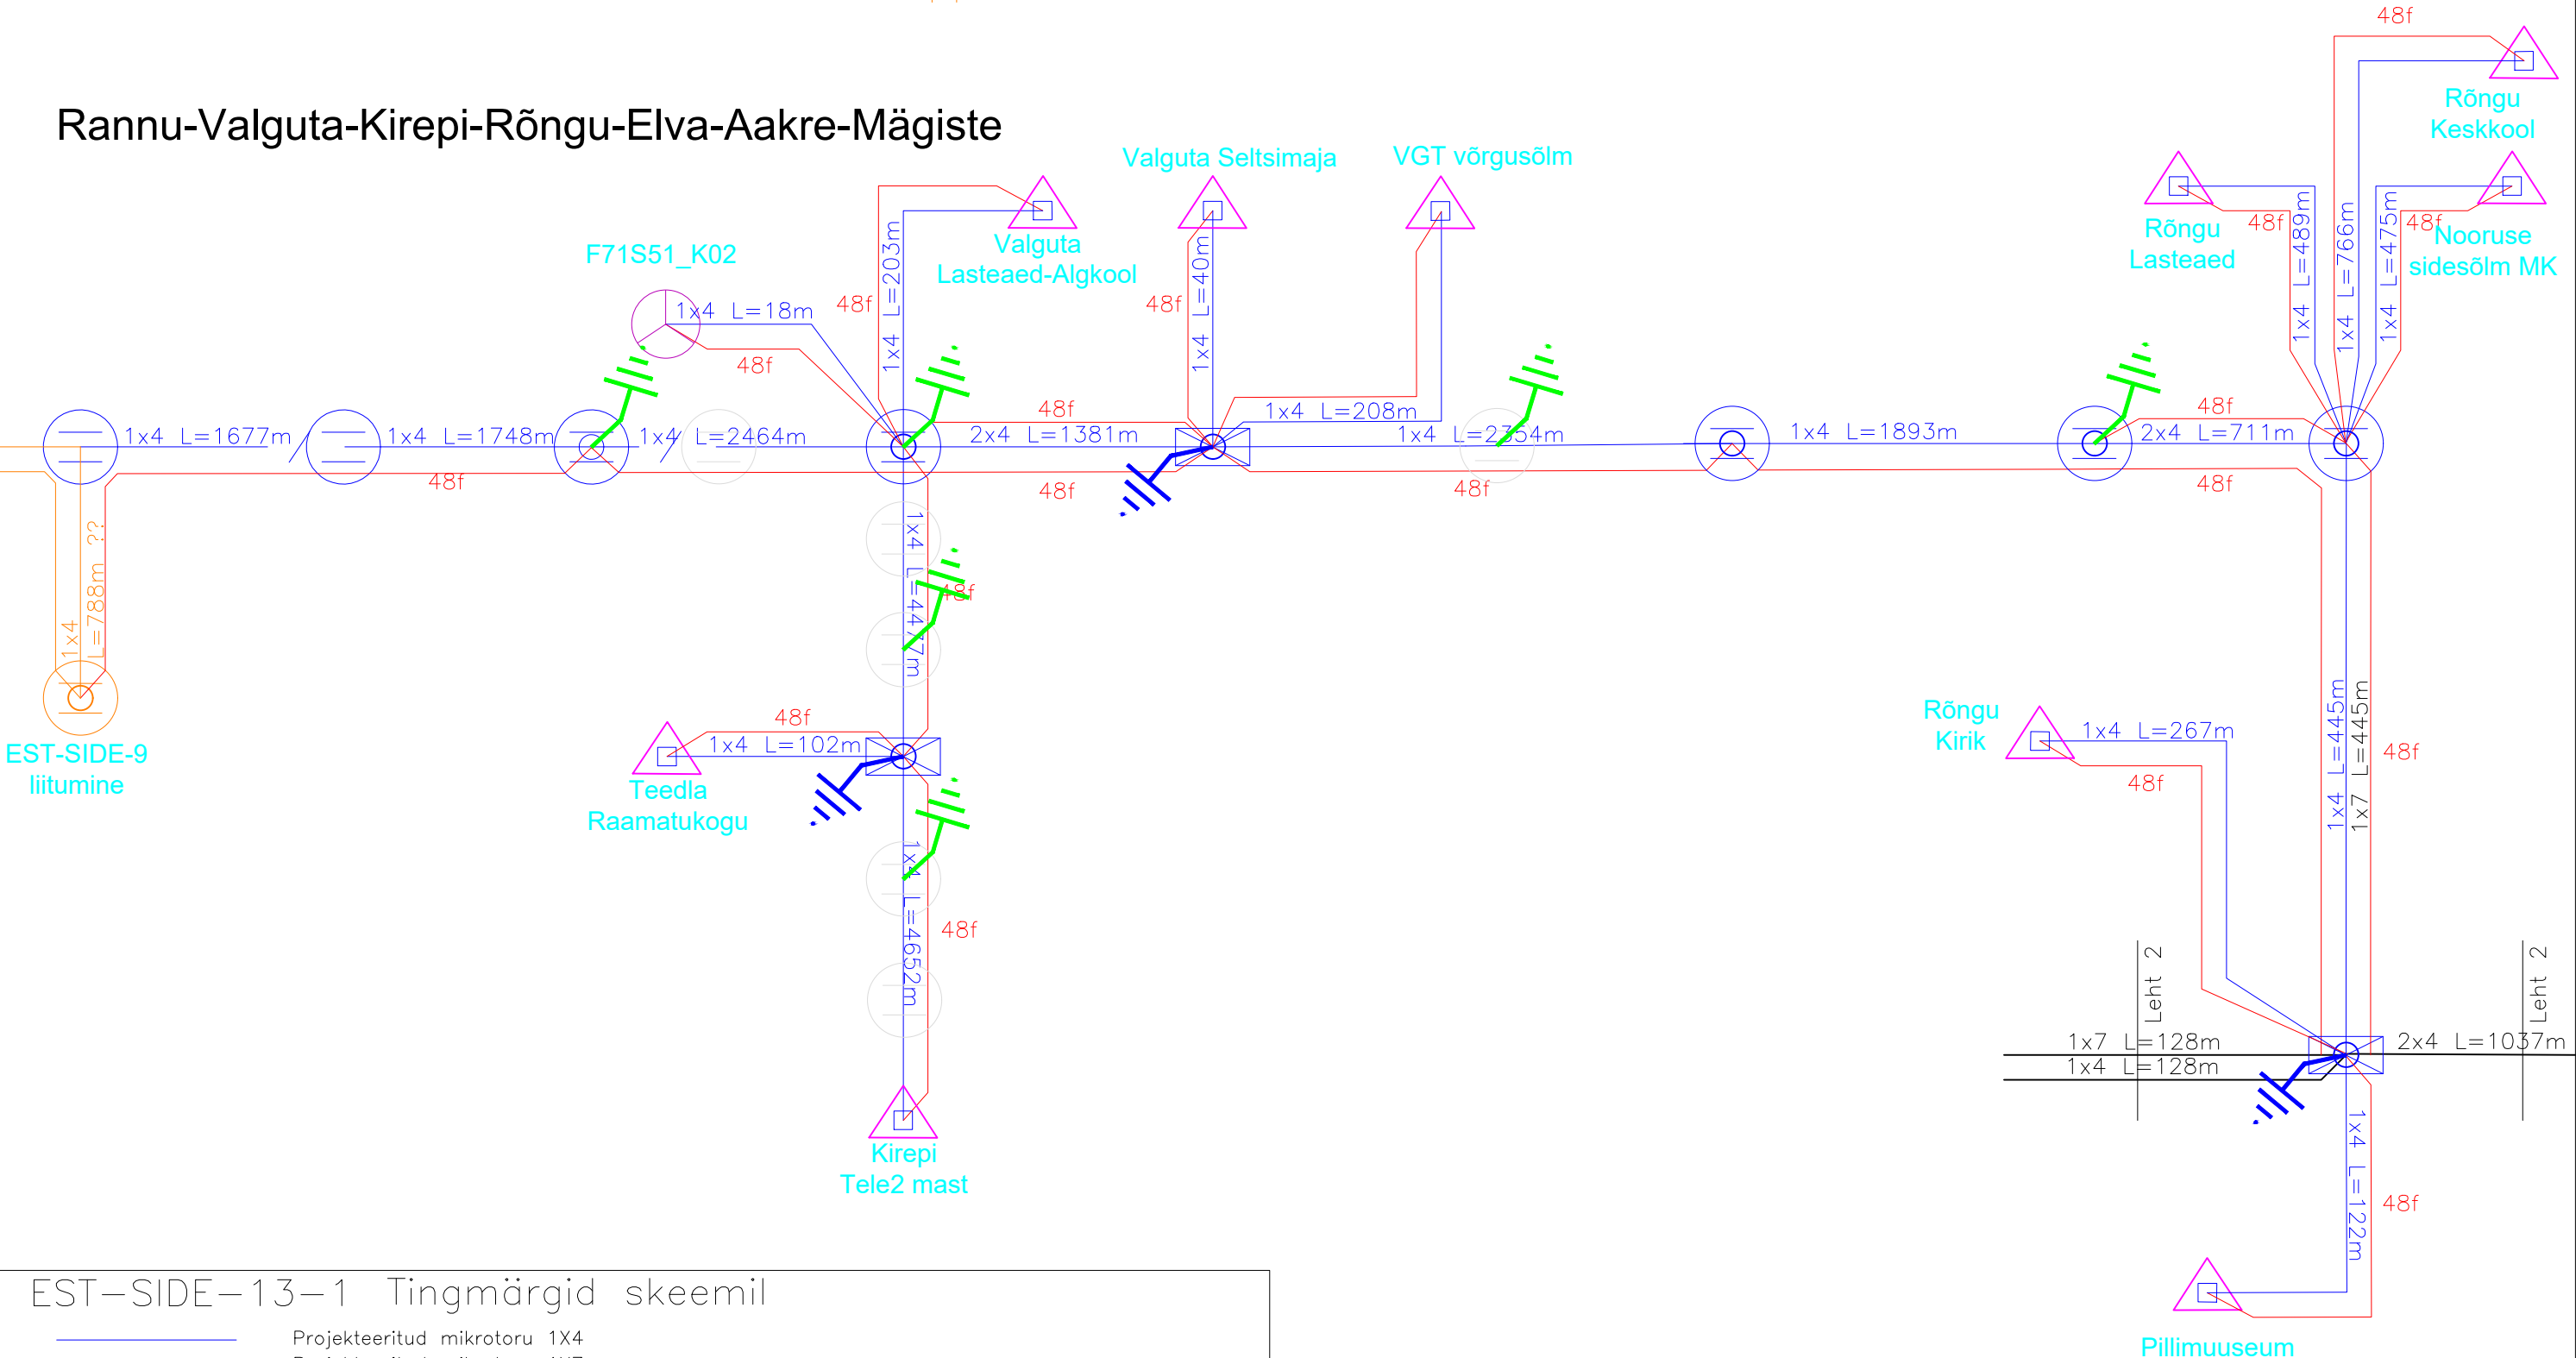 48f
Rannu-Valguta-Kirepi-Rõngu-Elva-Aakre-Mägiste
Rõngu
Keskkool
Valguta Seltsimaja
VGT võrgusõlm
Valguta
Lasteaed-Algkool
F71S51_K02
Rõngu
Lasteaed
Nooruse
sidesõlm MK
48f
48f
1x4 L=203m
1x4 L=40m
1x4 L=489m
1x4 L=766m
1x4 L=475m
1x4 L=18m
48f
48f
48f
1x4 L=208m
48f
48f
1x4 L=1677m
1x4 L=1748m
1x4 L=2464m
2x4 L=1381m
1x4 L=2354m
1x4 L=1893m
2x4 L=711m
48f
48f
48f
48f
1x4
L=788m ??
1x4 L=4477m
48f
EST-SIDE-9
liitumine
48f
1x4 L=102m
Teedla
Raamatukogu
Rõngu
Kirik
1x4 L=267m
48f
1x4 L=445m
1x7 L=445m
48f
1x4 L=4652m
48f
Leht 2
Leht 2
1x7 L=128m
1x4 L=128m
2x4 L=1037m
Kirepi
Tele2 mast
1x4 L=122m
48f
Pillimuuseum
EST-SIDE-13-1 Tingmärgid skeemil
Projekteeritud mikrotoru 1X4